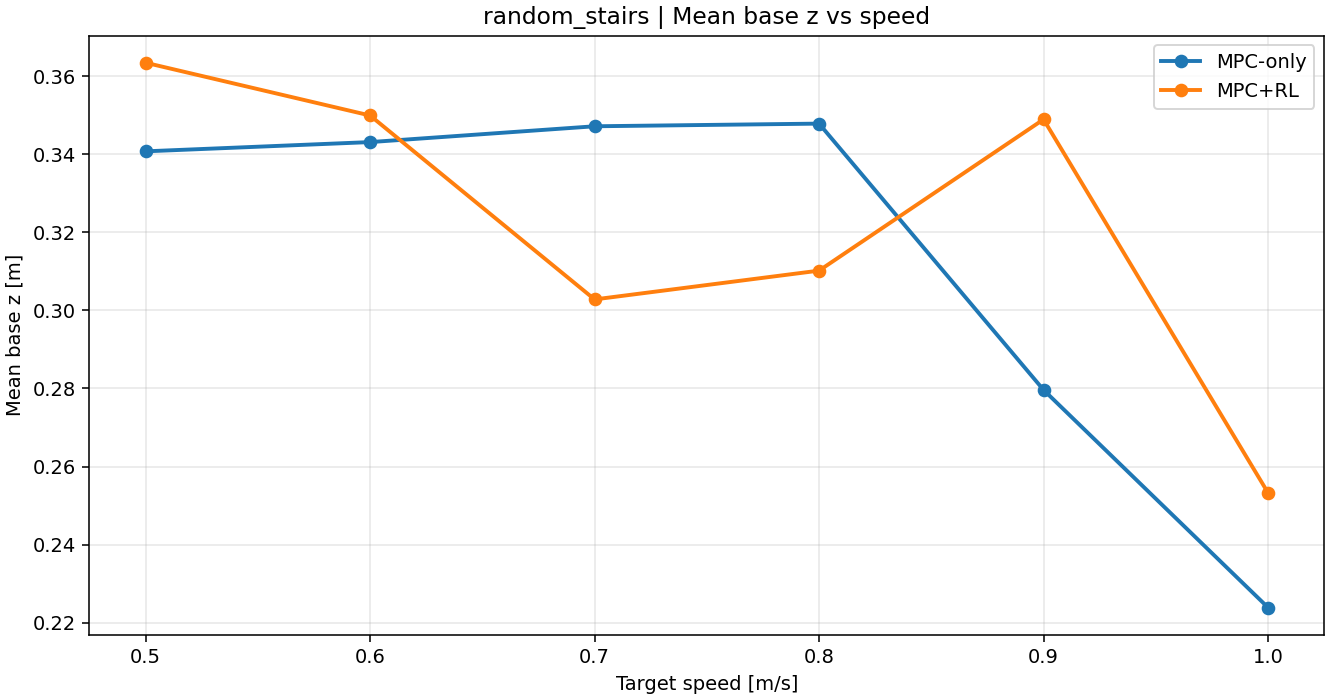 random_stairs | Mean base z vs speed
MPC-only
MPC+RL
Mean base z [m]
0.36
0.34
0.32
0.30
0.28
0.26
0.24
0.22
0.5 0.6 0.7 0.8 0.9 1.0
Target speed [m/s]